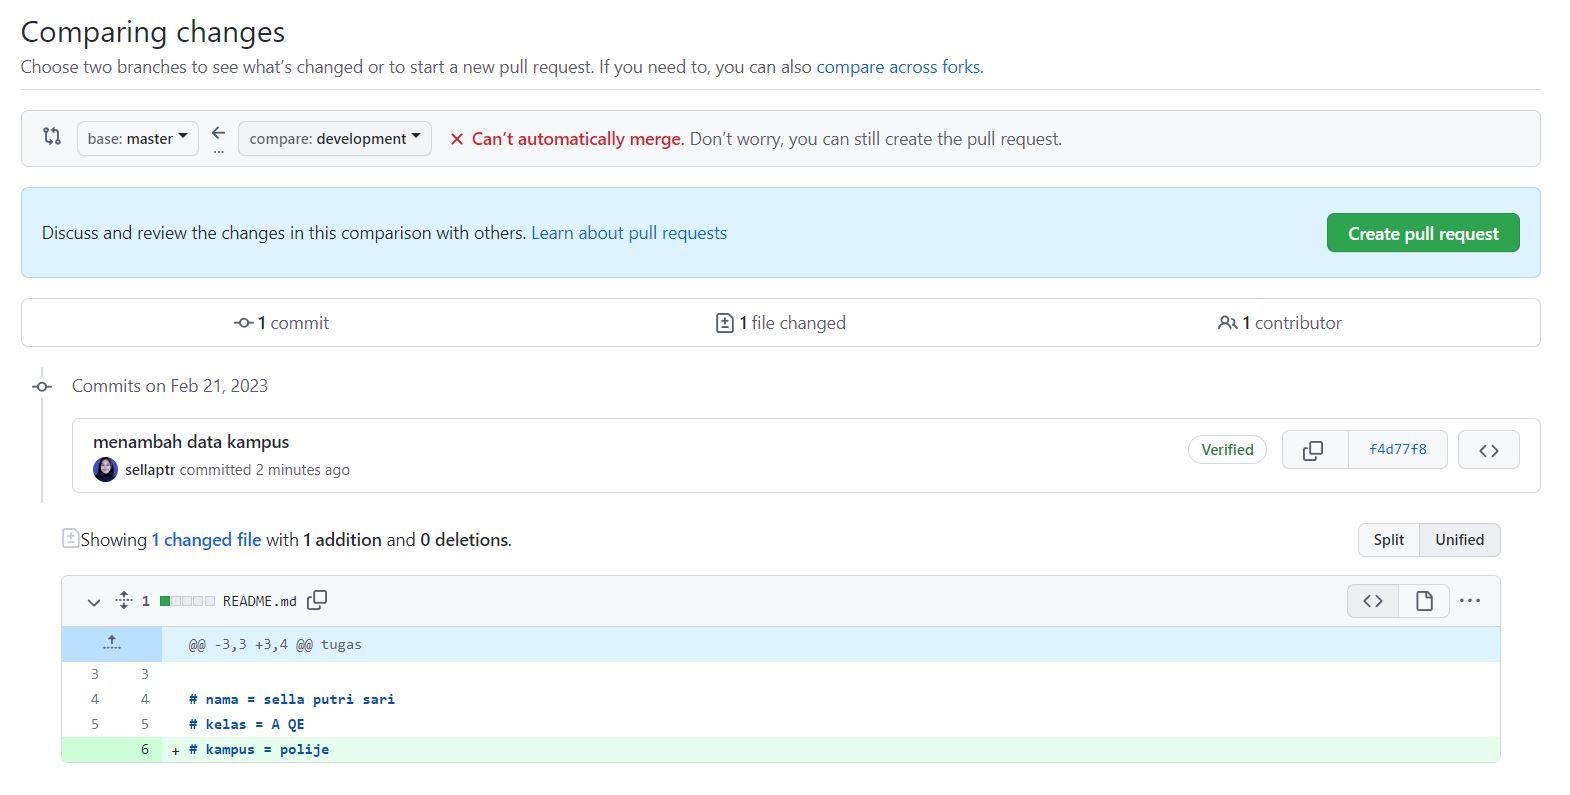 Comparing changes
Choose two branches to see what's changed or to start a new pull request. If you need to, you can also compare across forks.
base: master ... compare: development Can't automatically merge. Don't worry, you can still create the pull request.
Discuss and review the changes in this comparison with others. Learn about pull requests Create pull request
1 commit 1 file changed 1 contributor
Commits on Feb 21, 2023
menambah data kampus
sellaptr committed 2 minutes ago Verified f4d77f8
Showing 1 changed file with 1 addition and 0 deletions. Split Unified
1 README.md
@@ -3,3 +3,4 @@ tugas
3 3
4 4 # nama = sella putri sari
5 5 # kelas = A QE
6 + # kampus = polije